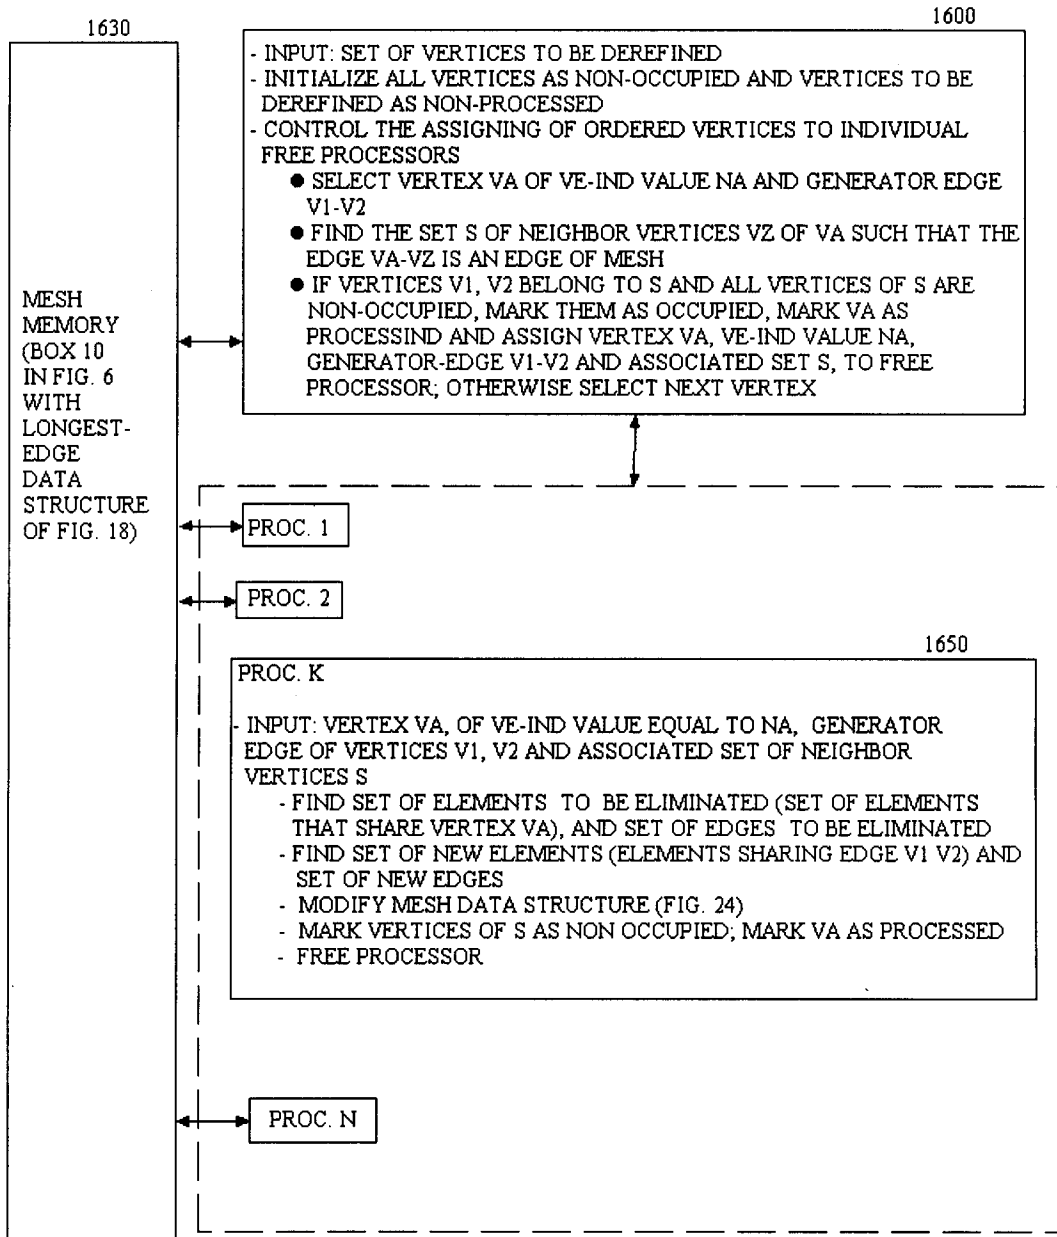 1630
MESH
MEMORY
(BOX 10
IN FIG. 6
WITH
LONGEST-
EDGE
DATA
STRUCTURE
OF FIG. 18)
1600
- INPUT: SET OF VERTICES TO BE DEREFINED
- INITIALIZE ALL VERTICES AS NON-OCCUPIED AND VERTICES TO BE
DEREFINED AS NON-PROCESSED
- CONTROL THE ASSIGNING OF ORDERED VERTICES TO INDIVIDUAL
FREE PROCESSORS
● SELECT VERTEX VA OF VE-IND VALUE NA AND GENERATOR EDGE
V1-V2
● FIND THE SET S OF NEIGHBOR VERTICES VZ OF VA SUCH THAT THE
EDGE VA-VZ IS AN EDGE OF MESH
● IF VERTICES V1, V2 BELONG TO S AND ALL VERTICES OF S ARE
NON-OCCUPIED, MARK THEM AS OCCUPIED, MARK VA AS
PROCESSIND AND ASSIGN VERTEX VA, VE-IND VALUE NA,
GENERATOR-EDGE V1-V2 AND ASSOCIATED SET S, TO FREE
PROCESSOR; OTHERWISE SELECT NEXT VERTEX
PROC. 1
PROC. 2
1650
PROC. K
- INPUT: VERTEX VA, OF VE-IND VALUE EQUAL TO NA, GENERATOR
EDGE OF VERTICES V1, V2 AND ASSOCIATED SET OF NEIGHBOR
VERTICES S
- FIND SET OF ELEMENTS TO BE ELIMINATED (SET OF ELEMENTS
THAT SHARE VERTEX VA), AND SET OF EDGES TO BE ELIMINATED
- FIND SET OF NEW ELEMENTS (ELEMENTS SHARING EDGE V1 V2) AND
SET OF NEW EDGES
- MODIFY MESH DATA STRUCTURE (FIG. 24)
- MARK VERTICES OF S AS NON OCCUPIED; MARK VA AS PROCESSED
- FREE PROCESSOR
PROC. N